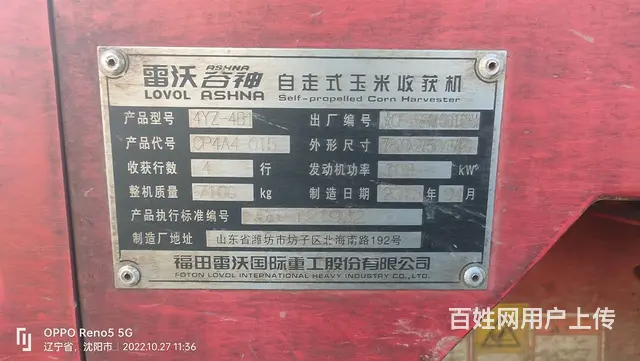 雷沃 谷神 ASHNA 自走式玉米收获机
LOVOL ASHNA Self-propelled Corn Harvester
产品型号 出厂编号
产品代号 外形尺寸
收获行数 4 行 发动机功率 kW
整机质量 kg 制造日期 年 月
产品执行标准编号
制造厂地址 山东省潍坊市坊子区北海南路192号
福田雷沃国际重工股份有限公司
FOTON LOVOL INTERNATIONAL HEAVY INDUSTRY CO.,LTD.
OPPO Reno5 5G
辽宁省，沈阳市 2022.10.27 11:36
百姓网用户上传